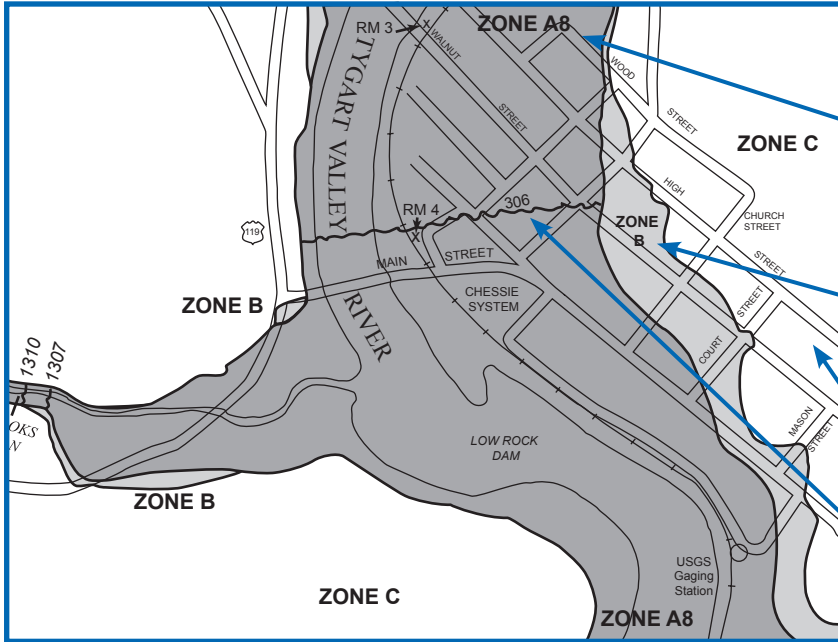 ZONE A8
RM 3
WALNUT
STREET
TYGART VALLEY
RIVER
WOOD
STREET
ZONE C
HIGH
STREET
CHURCH
STREET
306
RM 4
ZONE
B
119
MAIN
STREET
CHESSIE
SYSTEM
ZONE B
COURT
STREET
1310
1307
OKS
N
MASON
STREET
LOW ROCK
DAM
ZONE B
USGS
Gaging
Station
ZONE C
ZONE A8